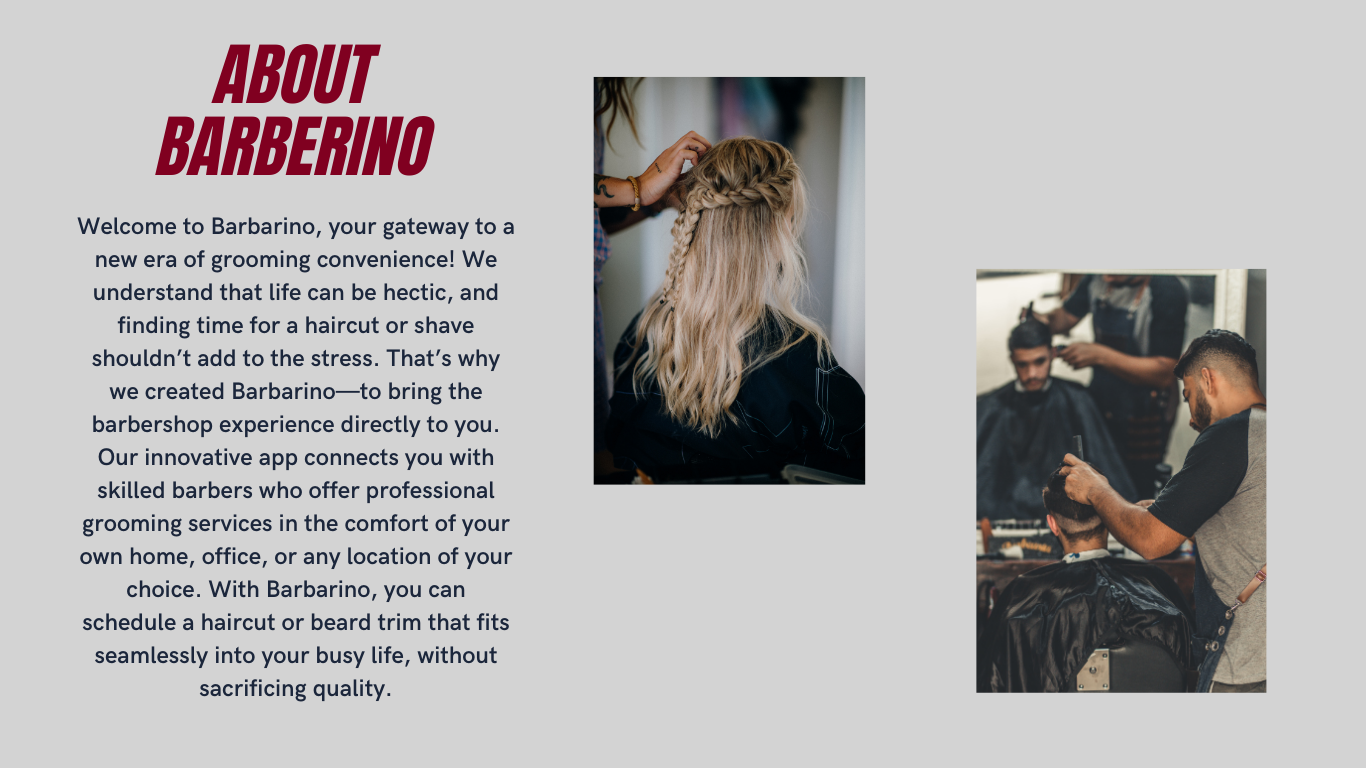 ABOUT
BARBERINO
Welcome to Barbarino, your gateway to a
new era of grooming convenience! We
understand that life can be hectic, and
finding time for a haircut or shave
shouldn’t add to the stress. That’s why
we created Barbarino—to bring the
barbershop experience directly to you.
Our innovative app connects you with
skilled barbers who offer professional
grooming services in the comfort of your
own home, office, or any location of your
choice. With Barbarino, you can
schedule a haircut or beard trim that fits
seamlessly into your busy life, without
sacrificing quality.